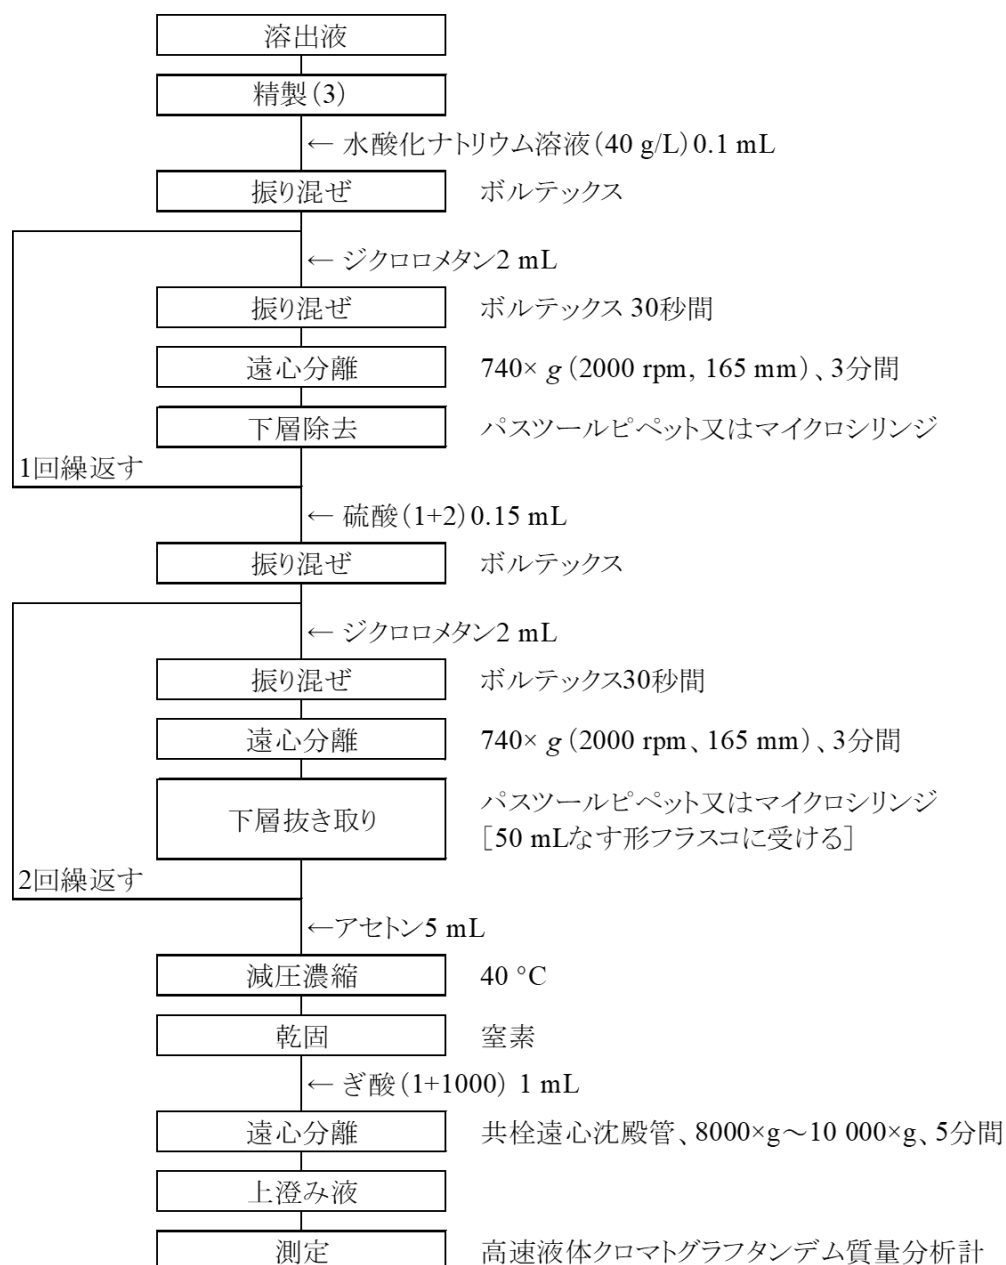 溶出液
精製(3)
← 水酸化ナトリウム溶液(40 g/L)0.1 mL
振り混ぜ ボルテックス
← ジクロロメタン2 mL
振り混ぜ ボルテックス 30秒間
遠心分離 740× g (2000 rpm, 165 mm)、3分間
下層除去 パスツールピペット又はマイクロシリンジ
1回繰返す
← 硫酸(1+2)0.15 mL
振り混ぜ ボルテックス
← ジクロロメタン2 mL
振り混ぜ ボルテックス30秒間
遠心分離 740× g (2000 rpm、165 mm)、3分間
下層抜き取り パスツールピペット又はマイクロシリンジ
[50 mLなす形フラスコに受ける]
2回繰返す
←アセトン5 mL
減圧濃縮 40 °C
乾固 窒素
← ぎ酸(1+1000) 1 mL
遠心分離 共栓遠心沈殿管、8000×g～10 000×g、5分間
上澄み液
測定 高速液体クロマトグラフタンデム質量分析計